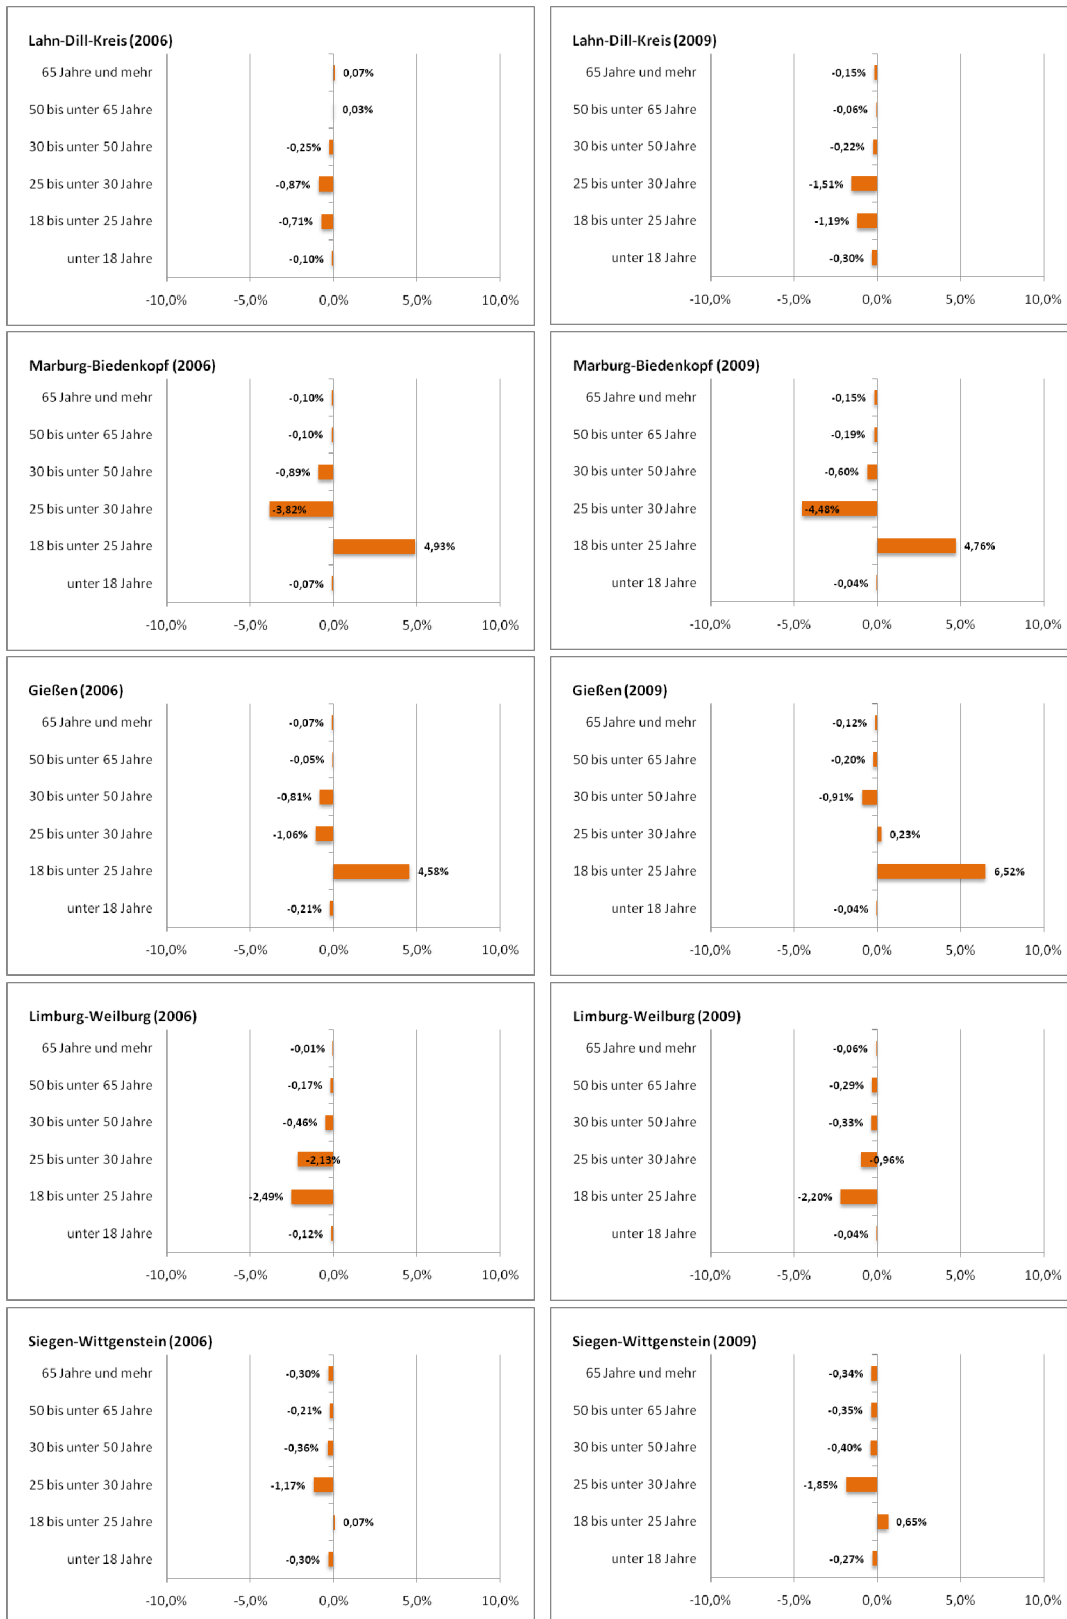 Lahn-Dill-Kreis (2006)
65 Jahre und mehr 0,07%
50 bis unter 65 Jahre 0,03%
30 bis unter 50 Jahre -0,25%
25 bis unter 30 Jahre -0,87%
18 bis unter 25 Jahre -0,71%
unter 18 Jahre -0,10%
-10,0% -5,0% 0,0% 5,0% 10,0%
Lahn-Dill-Kreis (2009)
65 Jahre und mehr -0,15%
50 bis unter 65 Jahre -0,06%
30 bis unter 50 Jahre -0,22%
25 bis unter 30 Jahre -1,51%
18 bis unter 25 Jahre -1,19%
unter 18 Jahre -0,30%
-10,0% -5,0% 0,0% 5,0% 10,0%
Marburg-Biedenkopf (2006)
65 Jahre und mehr -0,10%
50 bis unter 65 Jahre -0,10%
30 bis unter 50 Jahre -0,89%
25 bis unter 30 Jahre -3,82%
18 bis unter 25 Jahre 4,93%
unter 18 Jahre -0,07%
-10,0% -5,0% 0,0% 5,0% 10,0%
Marburg-Biedenkopf (2009)
65 Jahre und mehr -0,15%
50 bis unter 65 Jahre -0,19%
30 bis unter 50 Jahre -0,60%
25 bis unter 30 Jahre -4,48%
18 bis unter 25 Jahre 4,76%
unter 18 Jahre -0,04%
-10,0% -5,0% 0,0% 5,0% 10,0%
Gießen (2006)
65 Jahre und mehr -0,07%
50 bis unter 65 Jahre -0,05%
30 bis unter 50 Jahre -0,81%
25 bis unter 30 Jahre -1,06%
18 bis unter 25 Jahre 4,58%
unter 18 Jahre -0,21%
-10,0% -5,0% 0,0% 5,0% 10,0%
Gießen (2009)
65 Jahre und mehr -0,12%
50 bis unter 65 Jahre -0,20%
30 bis unter 50 Jahre -0,91%
25 bis unter 30 Jahre 0,23%
18 bis unter 25 Jahre 6,52%
unter 18 Jahre -0,04%
-10,0% -5,0% 0,0% 5,0% 10,0%
Limburg-Weilburg (2006)
65 Jahre und mehr -0,01%
50 bis unter 65 Jahre -0,17%
30 bis unter 50 Jahre -0,46%
25 bis unter 30 Jahre -2,13%
18 bis unter 25 Jahre -2,49%
unter 18 Jahre -0,12%
-10,0% -5,0% 0,0% 5,0% 10,0%
Limburg-Weilburg (2009)
65 Jahre und mehr -0,06%
50 bis unter 65 Jahre -0,29%
30 bis unter 50 Jahre -0,33%
25 bis unter 30 Jahre -0,96%
18 bis unter 25 Jahre -2,20%
unter 18 Jahre -0,04%
-10,0% -5,0% 0,0% 5,0% 10,0%
Siegen-Wittgenstein (2006)
65 Jahre und mehr -0,30%
50 bis unter 65 Jahre -0,21%
30 bis unter 50 Jahre -0,36%
25 bis unter 30 Jahre -1,17%
18 bis unter 25 Jahre 0,07%
unter 18 Jahre -0,30%
-10,0% -5,0% 0,0% 5,0% 10,0%
Siegen-Wittgenstein (2009)
65 Jahre und mehr -0,34%
50 bis unter 65 Jahre -0,35%
30 bis unter 50 Jahre -0,40%
25 bis unter 30 Jahre -1,85%
18 bis unter 25 Jahre 0,65%
unter 18 Jahre -0,27%
-10,0% -5,0% 0,0% 5,0% 10,0%